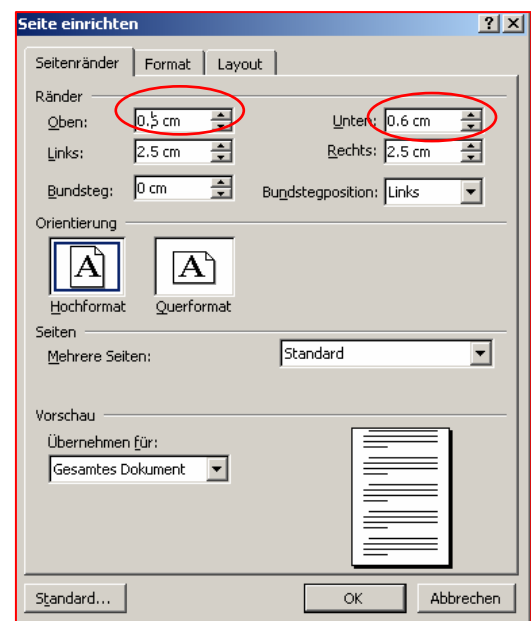 Seite einrichten
Seitenränder Format Layout
Ränder
Oben: 0.5 cm Unten: 0.6 cm
Links: 2.5 cm Rechts: 2.5 cm
Bundsteg: 0 cm Bundstegposition: Links
Orientierung
A A
Hochformat Querformat
Seiten
Mehrere Seiten: Standard
Vorschau
Übernehmen für:
Gesamtes Dokument
Standard... OK Abbrechen